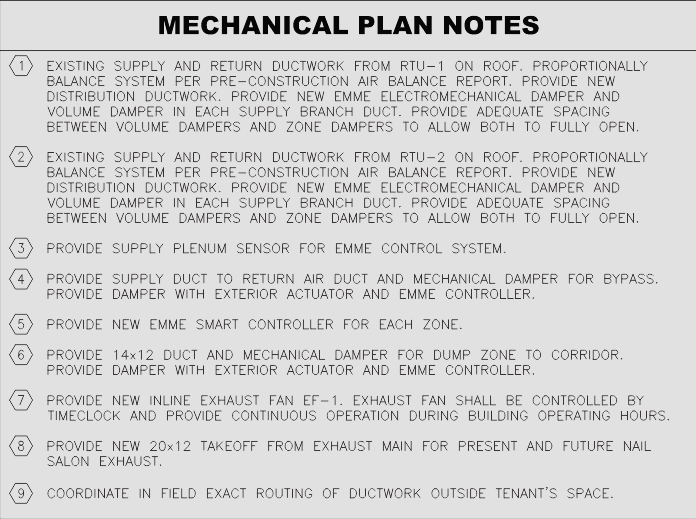 MECHANICAL PLAN NOTES
1 EXISTING SUPPLY AND RETURN DUCTWORK FROM RTU-1 ON ROOF. PROPORTIONALLY
BALANCE SYSTEM PER PRE-CONSTRUCTION AIR BALANCE REPORT. PROVIDE NEW
DISTRIBUTION DUCTWORK. PROVIDE NEW EMME ELECTROMECHANICAL DAMPER AND
VOLUME DAMPER IN EACH SUPPLY BRANCH DUCT. PROVIDE ADEQUATE SPACING
BETWEEN VOLUME DAMPERS AND ZONE DAMPERS TO ALLOW BOTH TO FULLY OPEN.
2 EXISTING SUPPLY AND RETURN DUCTWORK FROM RTU-2 ON ROOF. PROPORTIONALLY
BALANCE SYSTEM PER PRE-CONSTRUCTION AIR BALANCE REPORT. PROVIDE NEW
DISTRIBUTION DUCTWORK. PROVIDE NEW EMME ELECTROMECHANICAL DAMPER AND
VOLUME DAMPER IN EACH SUPPLY BRANCH DUCT. PROVIDE ADEQUATE SPACING
BETWEEN VOLUME DAMPERS AND ZONE DAMPERS TO ALLOW BOTH TO FULLY OPEN.
3 PROVIDE SUPPLY PLENUM SENSOR FOR EMME CONTROL SYSTEM.
4 PROVIDE SUPPLY DUCT TO RETURN AIR DUCT AND MECHANICAL DAMPER FOR BYPASS.
PROVIDE DAMPER WITH EXTERIOR ACTUATOR AND EMME CONTROLLER.
5 PROVIDE NEW EMME SMART CONTROLLER FOR EACH ZONE.
6 PROVIDE 14x12 DUCT AND MECHANICAL DAMPER FOR DUMP ZONE TO CORRIDOR.
PROVIDE DAMPER WITH EXTERIOR ACTUATOR AND EMME CONTROLLER.
7 PROVIDE NEW INLINE EXHAUST FAN EF-1. EXHAUST FAN SHALL BE CONTROLLED BY
TIMECLOCK AND PROVIDE CONTINUOUS OPERATION DURING BUILDING OPERATING HOURS.
8 PROVIDE NEW 20x12 TAKEOFF FROM EXHAUST MAIN FOR PRESENT AND FUTURE NAIL
SALON EXHAUST.
9 COORDINATE IN FIELD EXACT ROUTING OF DUCTWORK OUTSIDE TENANT'S SPACE.